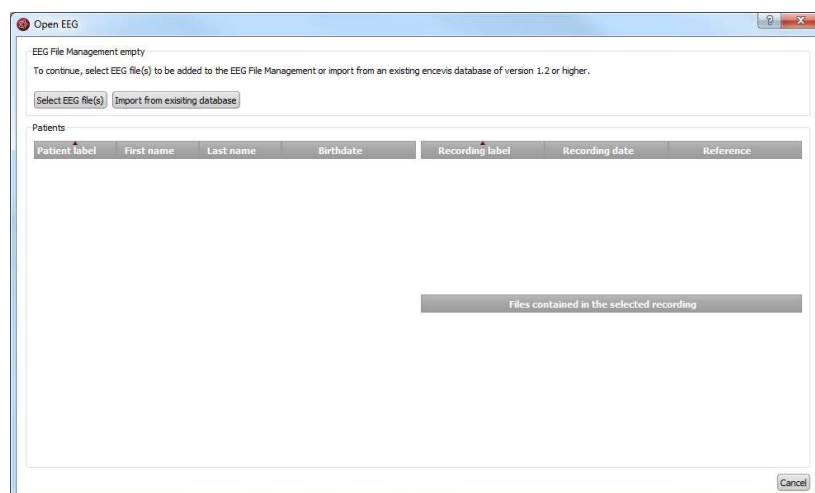 Open EEG
EEG File Management empty
To continue, select EEG file(s) to be added to the EEG File Management or import from an existing encevis database of version 1.2 or higher.
Select EEG file(s) Import from exisiting database
Patients
Patient label First name Last name Birthdate Recording label Recording date Reference
Files contained in the selected recording
Cancel